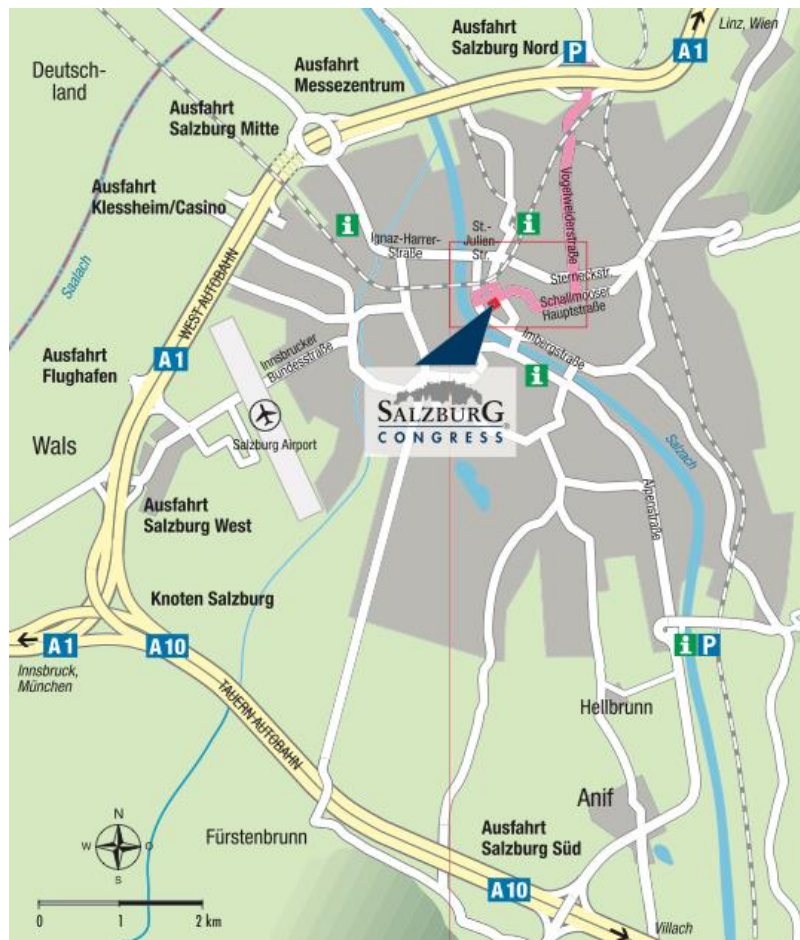 Ausfahrt
Salzburg Nord
P
Linz, Wien
A1
Deutsch-
land
Ausfahrt
Messezentrum
Ausfahrt
Salzburg Mitte
Ausfahrt
Klessheim/Casino
Saalach
WEST AUTOBAHN
Vogelweiderstraße
i
i
Ignaz-Harrer-
Straße
St.-
Julien-
Str.
Sterneckstr.
Schallmooser
Hauptstraße
Imbergstraße
Ausfahrt
Flughafen
A1
Innsbrucker
Bundesstraße
i
SALZBURG
CONGRESS
Salzburg Airport
Wals
Salzach
Alpenstraße
Ausfahrt
Salzburg West
Knoten Salzburg
A1
A10
i P
Innsbruck,
München
TAUERN AUTOBAHN
Hellbrunn
Anif
N
W O
S
Fürstenbrunn
Ausfahrt
Salzburg Süd
A10
0 1 2 km
Villach